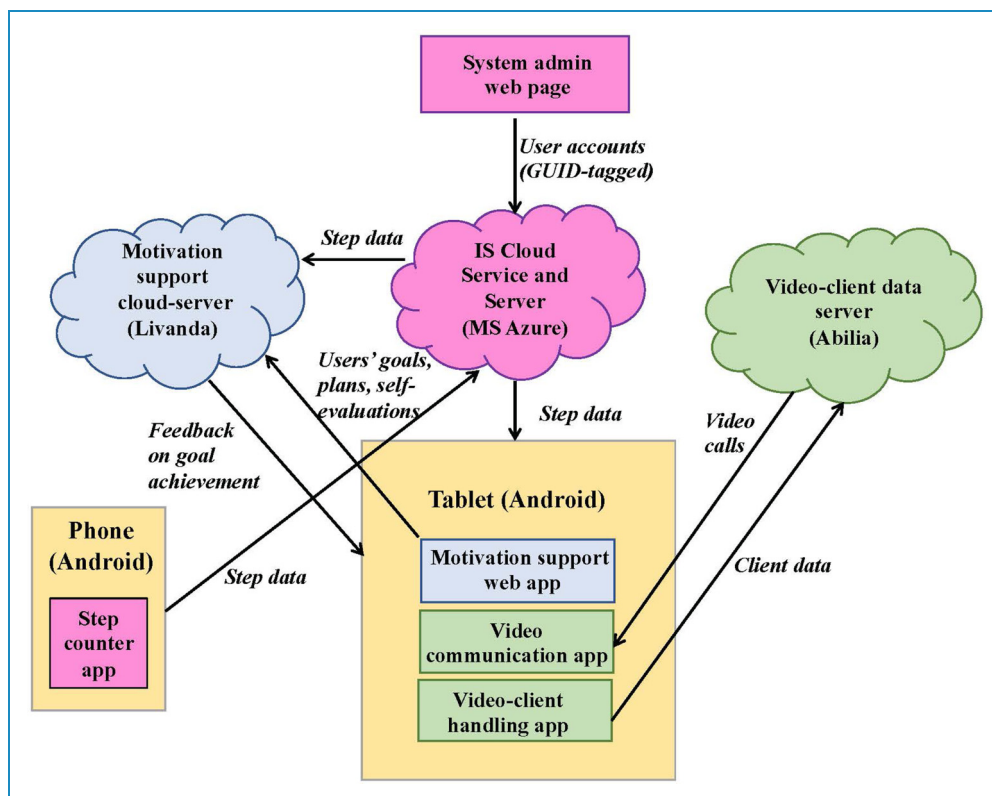 System admin
web page
User accounts
(GUID-tagged)
Motivation
support
cloud-server
(Livanda)
Step data
IS Cloud
Service and
Server
(MS Azure)
Video-client data
server
(Abilia)
Users' goals,
plans, self-
evaluations
Step data
Video
calls
Feedback
on goal
achievement
Phone
(Android)
Step
counter
app
Step data
Tablet (Android)
Motivation support
web app
Video
communication app
Video-client
handling app
Client data